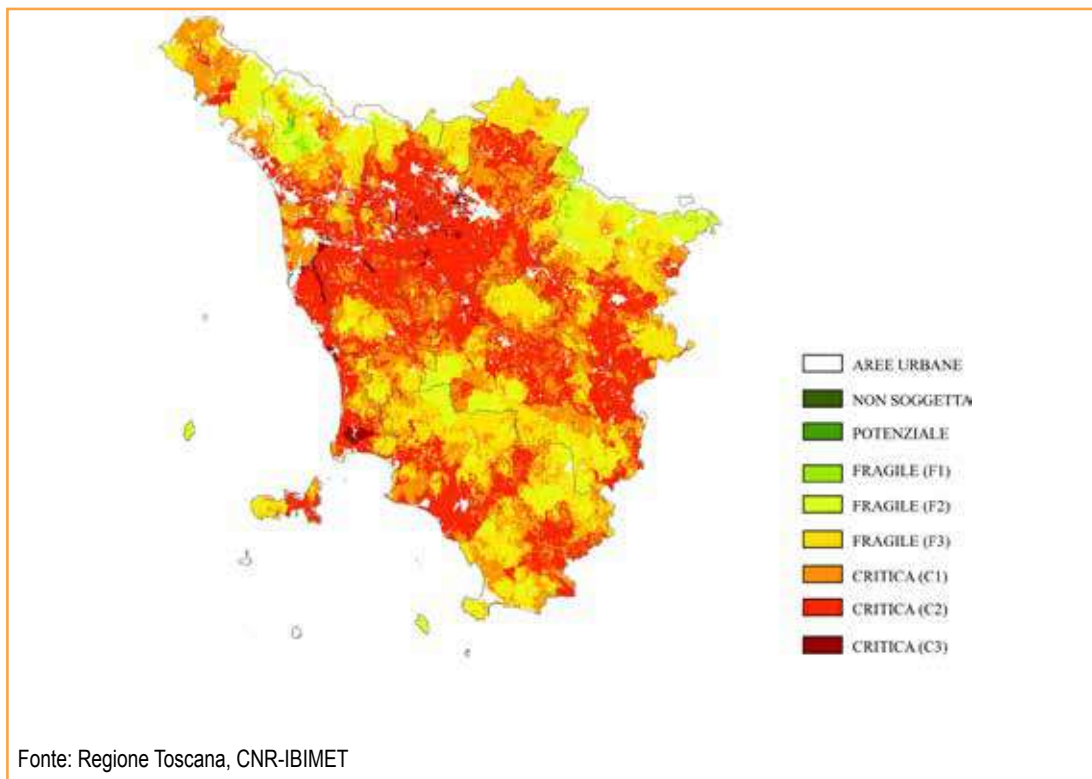 AREE URBANE
NON SOGGETTA
POTENZIALE
FRAGILE (F1)
FRAGILE (F2)
FRAGILE (F3)
CRITICA (C1)
CRITICA (C2)
CRITICA (C3)
Fonte: Regione Toscana, CNR-IBIMET